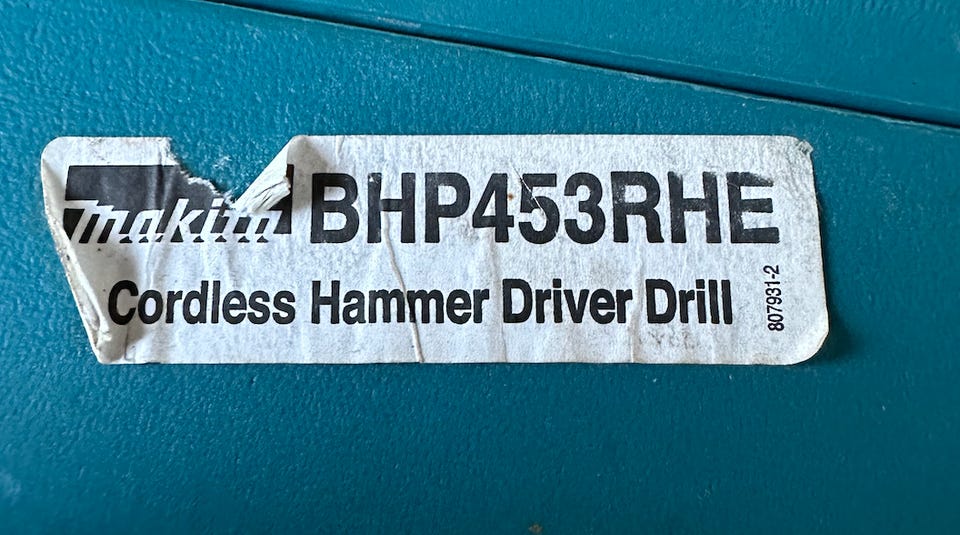 makita BHP453RHE
Cordless Hammer Driver Drill
807931-2